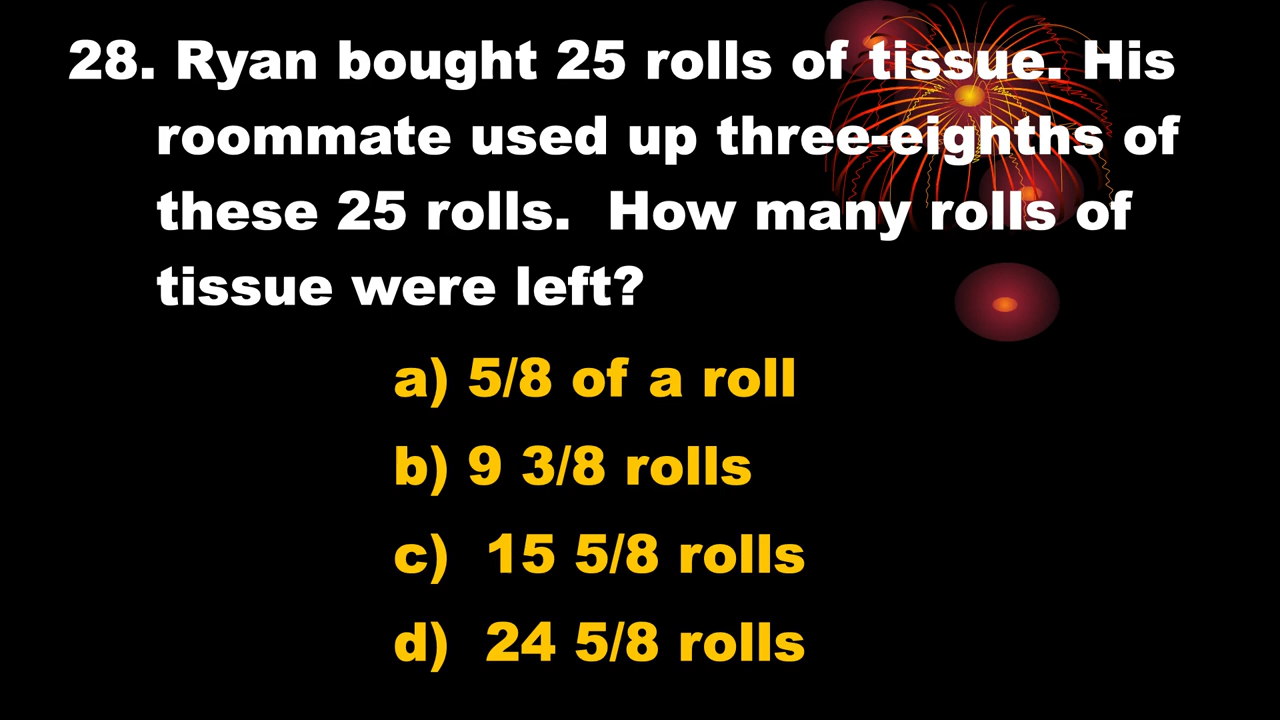 28. Ryan bought 25 rolls of tissue. His
roommate used up three-eighths of
these 25 rolls.  How many rolls of
tissue were left?
a) 5/8 of a roll
b) 9 3/8 rolls
c)  15 5/8 rolls
d)  24 5/8 rolls